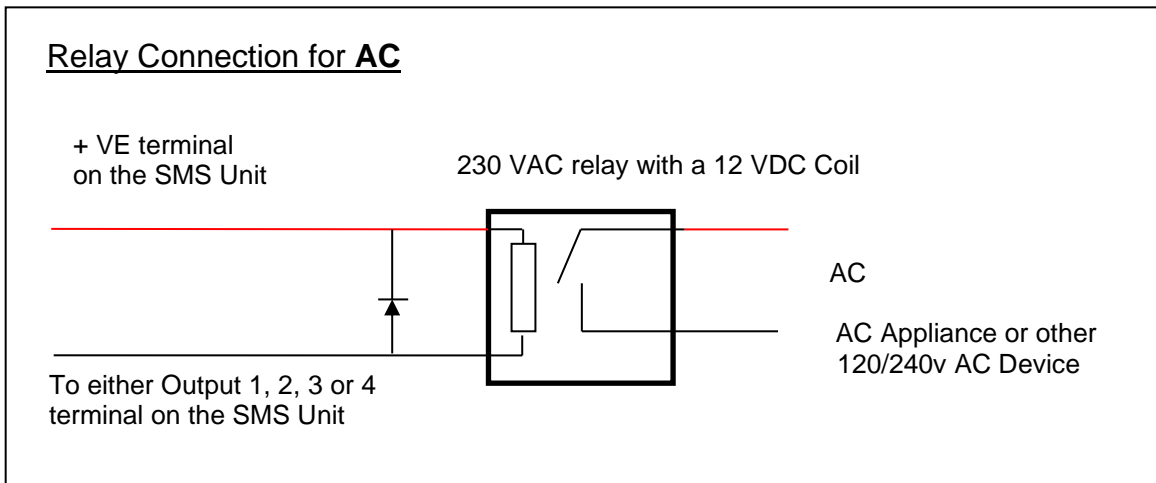 Relay Connection for AC
+ VE terminal
on the SMS Unit
230 VAC relay with a 12 VDC Coil
AC
AC Appliance or other
120/240v AC Device
To either Output 1, 2, 3 or 4
terminal on the SMS Unit